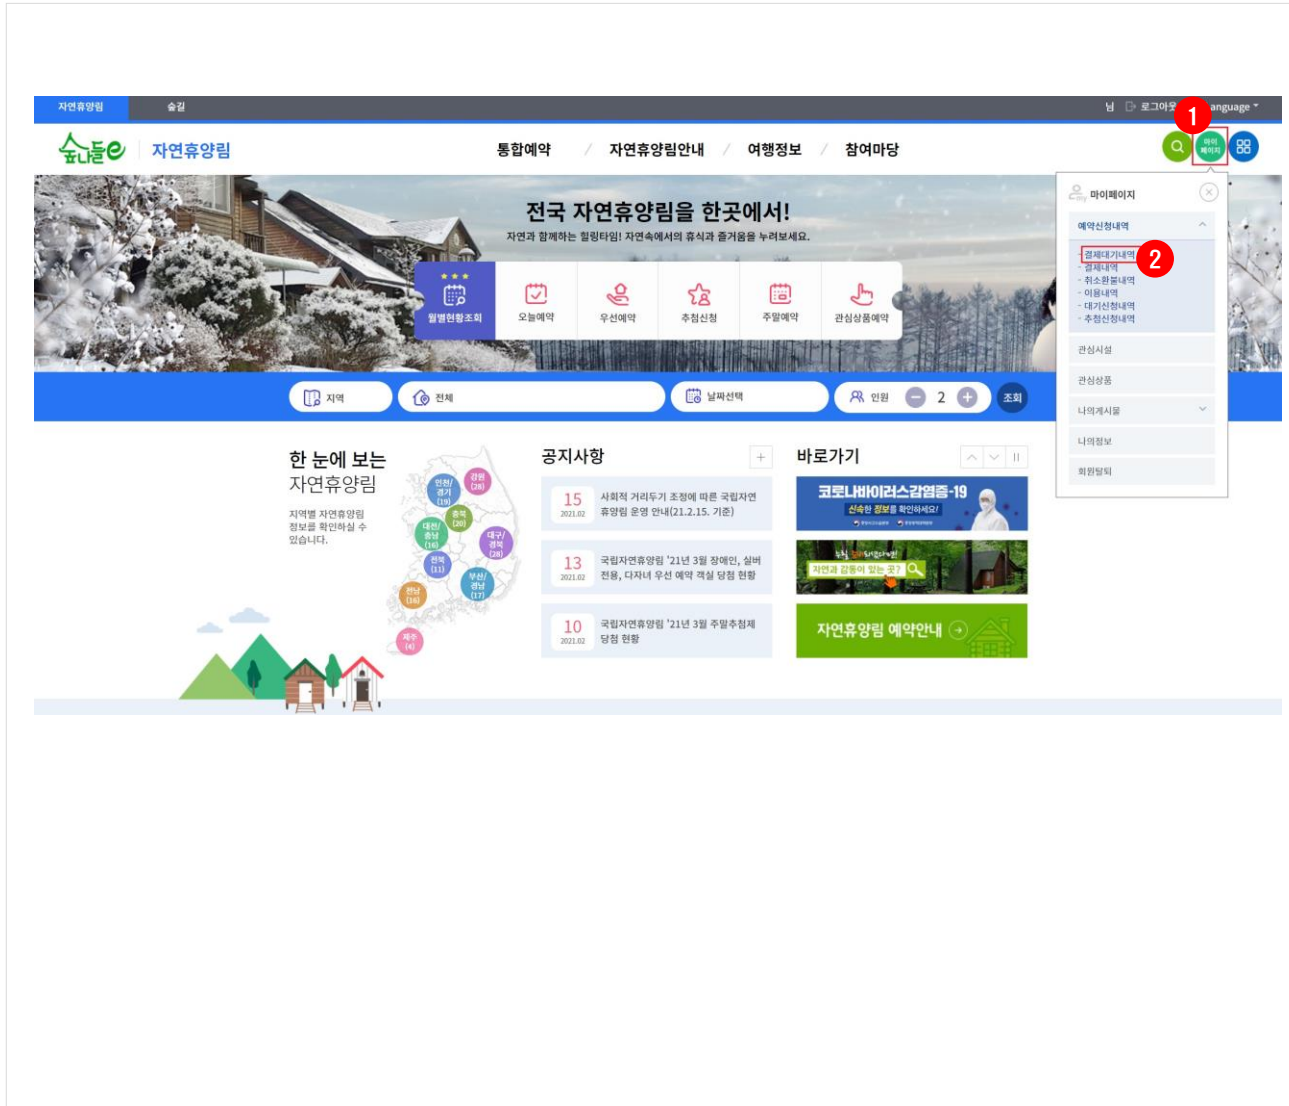 자연휴양림 숲길 님 로그아웃 anguage
1
숲나들e 자연휴양림 통합예약 / 자연휴양림안내 / 여행정보 / 참여마당 마이페이지
전국 자연휴양림을 한곳에서!
자연과 함께하는 힐링타임! 자연속에서의 휴식과 즐거움을 누려보세요.
월별현황조회 오늘예약 우선예약 추첨신청 주말예약 관심상품예약
my 마이페이지
예약신청내역
- 결제대기내역 2
- 결제내역
- 취소환불내역
- 이용내역
- 대기신청내역
- 추첨신청내역
관심시설
관심상품
나의게시물
나의정보
회원탈퇴
지역 전체 날짜선택 인원 2 조회
한 눈에 보는
자연휴양림
지역별 자연휴양림
정보를 확인하실 수
있습니다.
인천/경기 (19)
강원 (28)
충북 (20)
대전/충남 (16)
대구/경북 (28)
전북 (11)
부산/경남 (17)
전남 (16)
제주 (4)
공지사항
15 2021.02 사회적 거리두기 조정에 따른 국립자연
휴양림 운영 안내(21.2.15. 기준)
13 2021.02 국립자연휴양림 '21년 3월 장애인, 실버
전용, 다자녀 우선 예약 객실 당첨 현황
10 2021.02 국립자연휴양림 '21년 3월 주말추첨제
당첨 현황
바로가기
코로나바이러스감염증-19
신속한 정보를 확인하세요!
자연과 감동이 있는 곳?
자연휴양림 예약안내